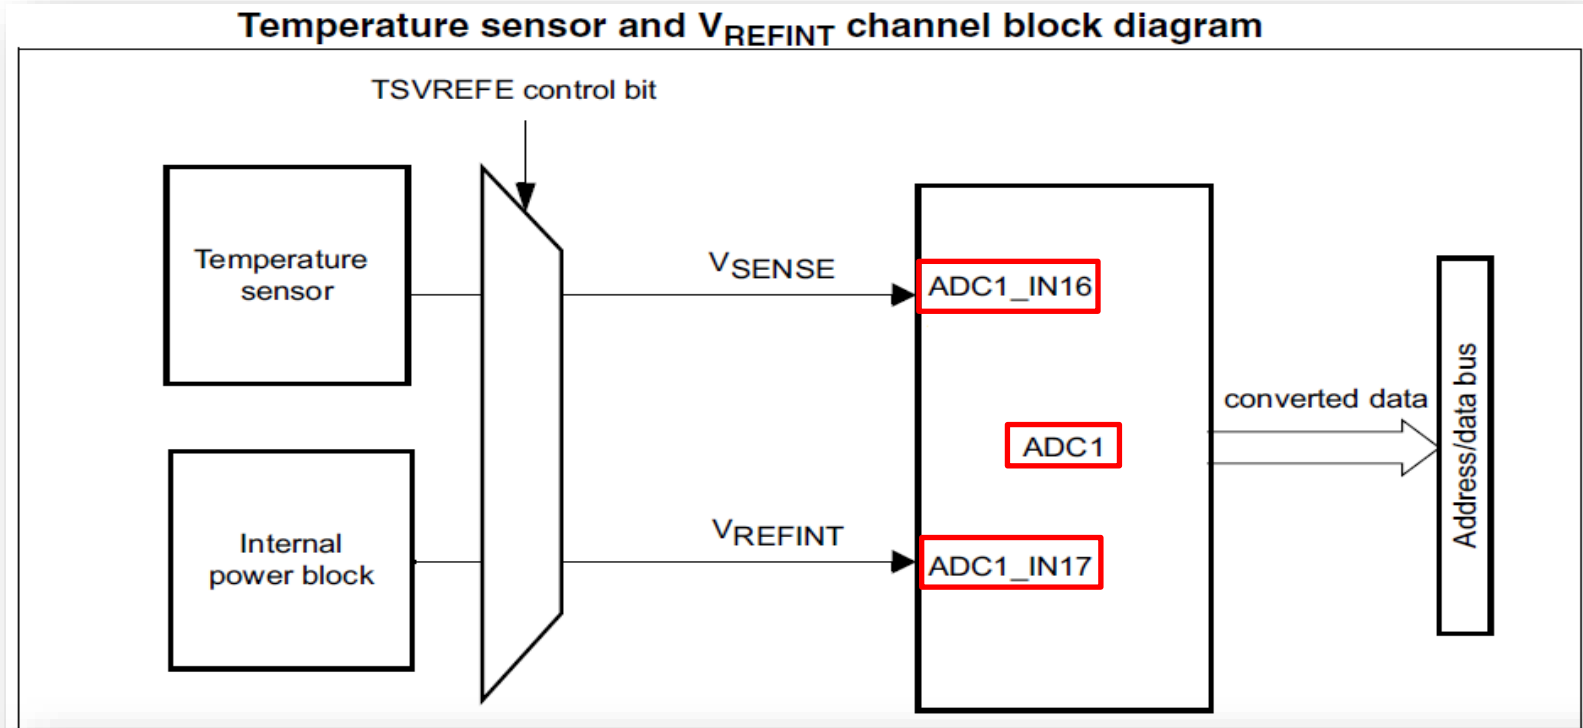 Temperature sensor and VREFINT channel block diagram
TSVREFE control bit
Temperature
sensor
VSENSE
ADC1_IN16
converted data
Address/data bus
ADC1
Internal
power block
VREFINT
ADC1_IN17